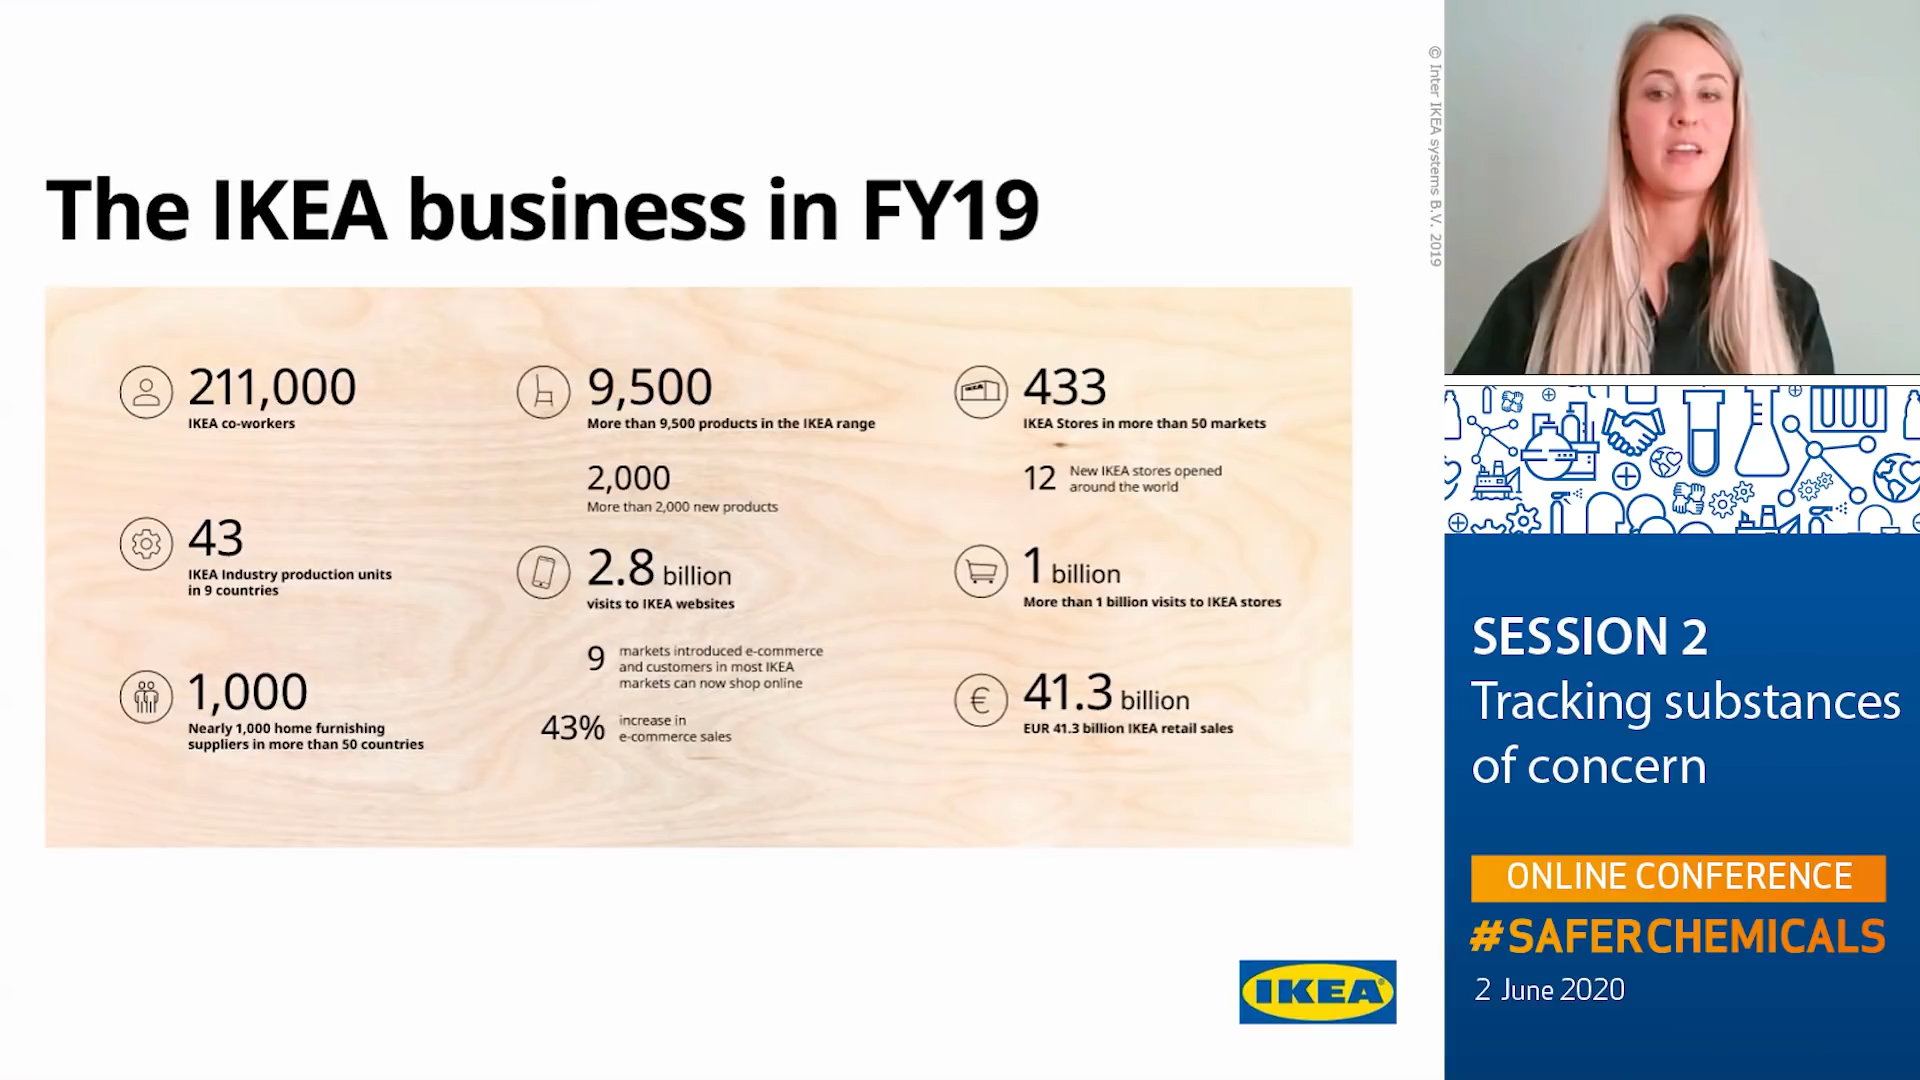 The IKEA business in FY19
211,000
IKEA co-workers
43
IKEA Industry production units
in 9 countries
1,000
Nearly 1,000 home furnishing
suppliers in more than 50 countries
9,500
More than 9,500 products in the IKEA range
2,000
More than 2,000 new products
2.8 billion
visits to IKEA websites
9 markets introduced e-commerce
and customers in most IKEA
markets can now shop online
43% increase in
e-commerce sales
IKEA
433
IKEA Stores in more than 50 markets
12 New IKEA stores opened
around the world
1 billion
More than 1 billion visits to IKEA stores
€
41.3 billion
EUR 41.3 billion IKEA retail sales
IKEA®
© Inter IKEA systems B.V. 2019
SESSION 2
Tracking substances
of concern
ONLINE CONFERENCE
#SAFERCHEMICALS
2 June 2020